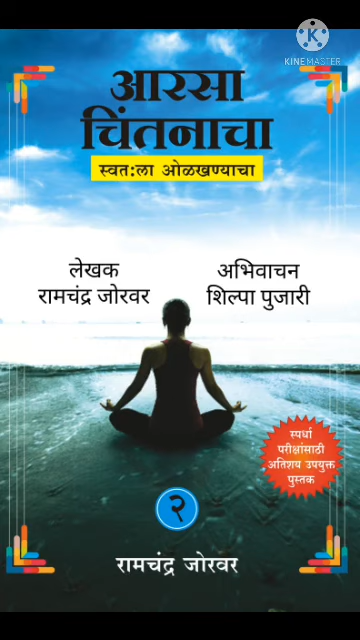 KINEMASTER
आरसा
चिंतनाचा
स्वत:ला ओळखण्याचा
लेखक
रामचंद्र जोरवर
अभिवाचन
शिल्पा पुजारी
स्पर्धा
परीक्षांसाठी
अतिशय उपयुक्त
पुस्तक
२
रामचंद्र जोरवर